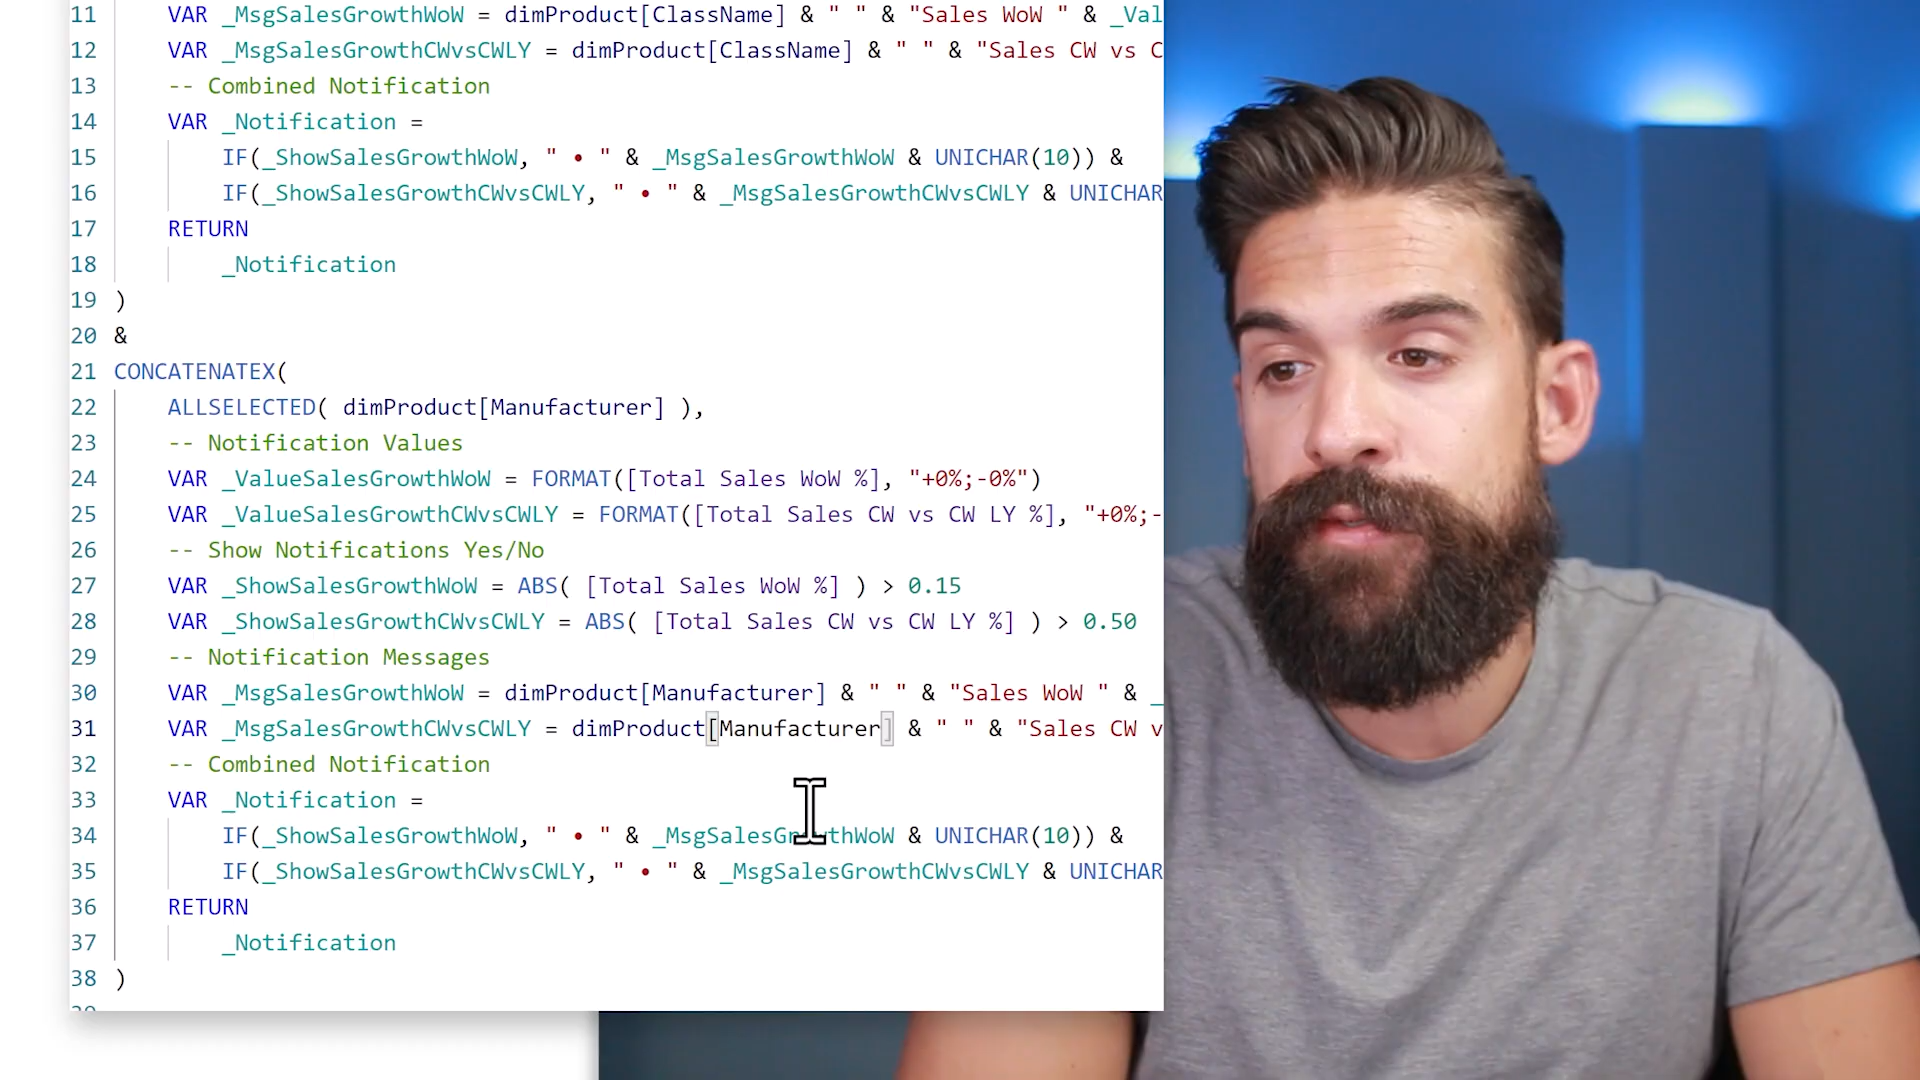 11 VAR _MsgSalesGrowthWoW = dimProduct[ClassName] & " " & "Sales WoW " & _Val
12 VAR _MsgSalesGrowthCWvsCWLY = dimProduct[ClassName] & " " & "Sales CW vs C
13 -- Combined Notification
14 VAR _Notification =
15 IF(_ShowSalesGrowthWoW, " • " & _MsgSalesGrowthWoW & UNICHAR(10)) &
16 IF(_ShowSalesGrowthCWvsCWLY, " • " & _MsgSalesGrowthCWvsCWLY & UNICHAR
17 RETURN
18 _Notification
19 )
20 &
21 CONCATENATEX(
22 ALLSELECTED( dimProduct[Manufacturer] ),
23 -- Notification Values
24 VAR _ValueSalesGrowthWoW = FORMAT([Total Sales WoW %], "+0%;-0%")
25 VAR _ValueSalesGrowthCWvsCWLY = FORMAT([Total Sales CW vs CW LY %], "+0%;-
26 -- Show Notifications Yes/No
27 VAR _ShowSalesGrowthWoW = ABS( [Total Sales WoW %] ) > 0.15
28 VAR _ShowSalesGrowthCWvsCWLY = ABS( [Total Sales CW vs CW LY %] ) > 0.50
29 -- Notification Messages
30 VAR _MsgSalesGrowthWoW = dimProduct[Manufacturer] & " " & "Sales WoW " & _
31 VAR _MsgSalesGrowthCWvsCWLY = dimProduct[Manufacturer] & " " & "Sales CW v
32 -- Combined Notification
33 VAR _Notification =
34 IF(_ShowSalesGrowthWoW, " • " & _MsgSalesGrowthWoW & UNICHAR(10)) &
35 IF(_ShowSalesGrowthCWvsCWLY, " • " & _MsgSalesGrowthCWvsCWLY & UNICHAR
36 RETURN
37 _Notification
38 )